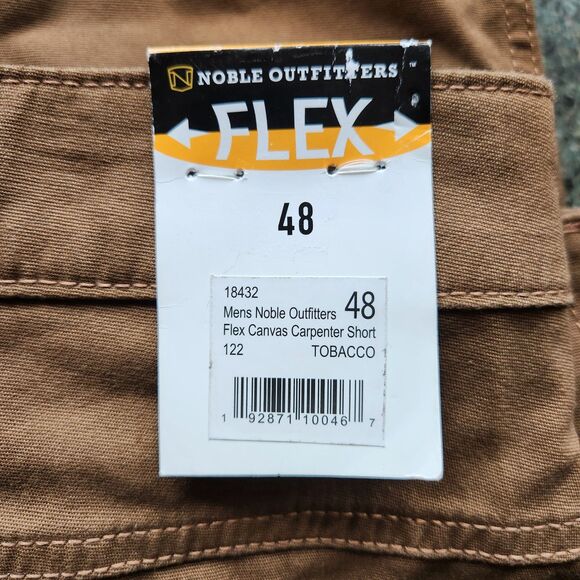 N NOBLE OUTFITTERS
FLEX
48
18432
Mens Noble Outfitters 48
Flex Canvas Carpenter Short
122 TOBACCO
1 92871 10046 7